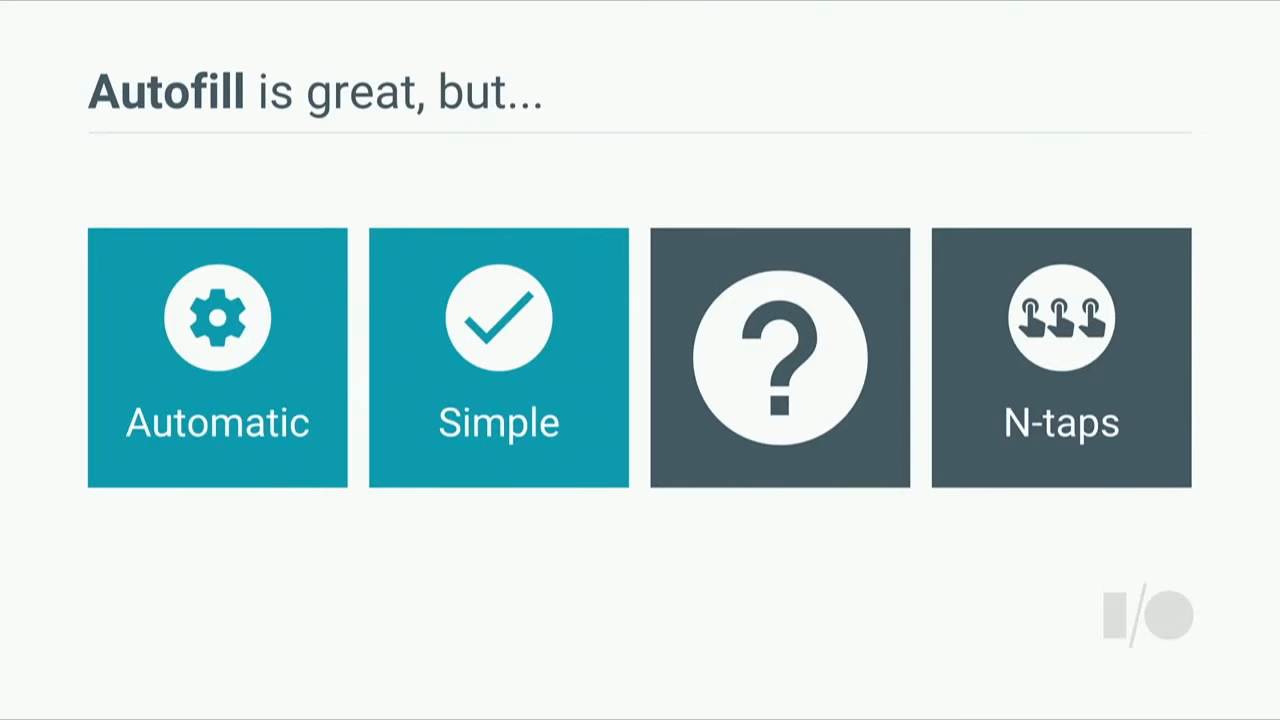 Autofill is great, but...
Automatic
Simple
?
N-taps
I/O